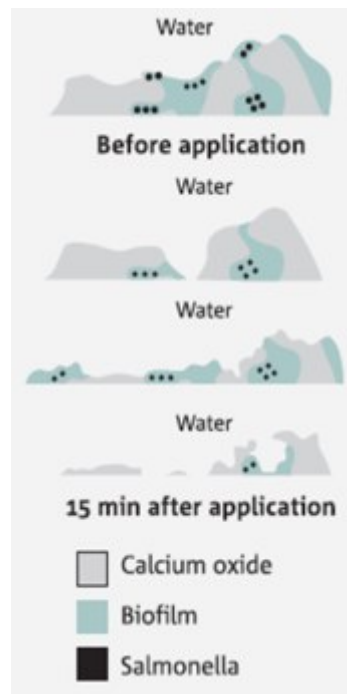 Water
Before application
Water
Water
Water
15 min after application
Calcium oxide
Biofilm
Salmonella